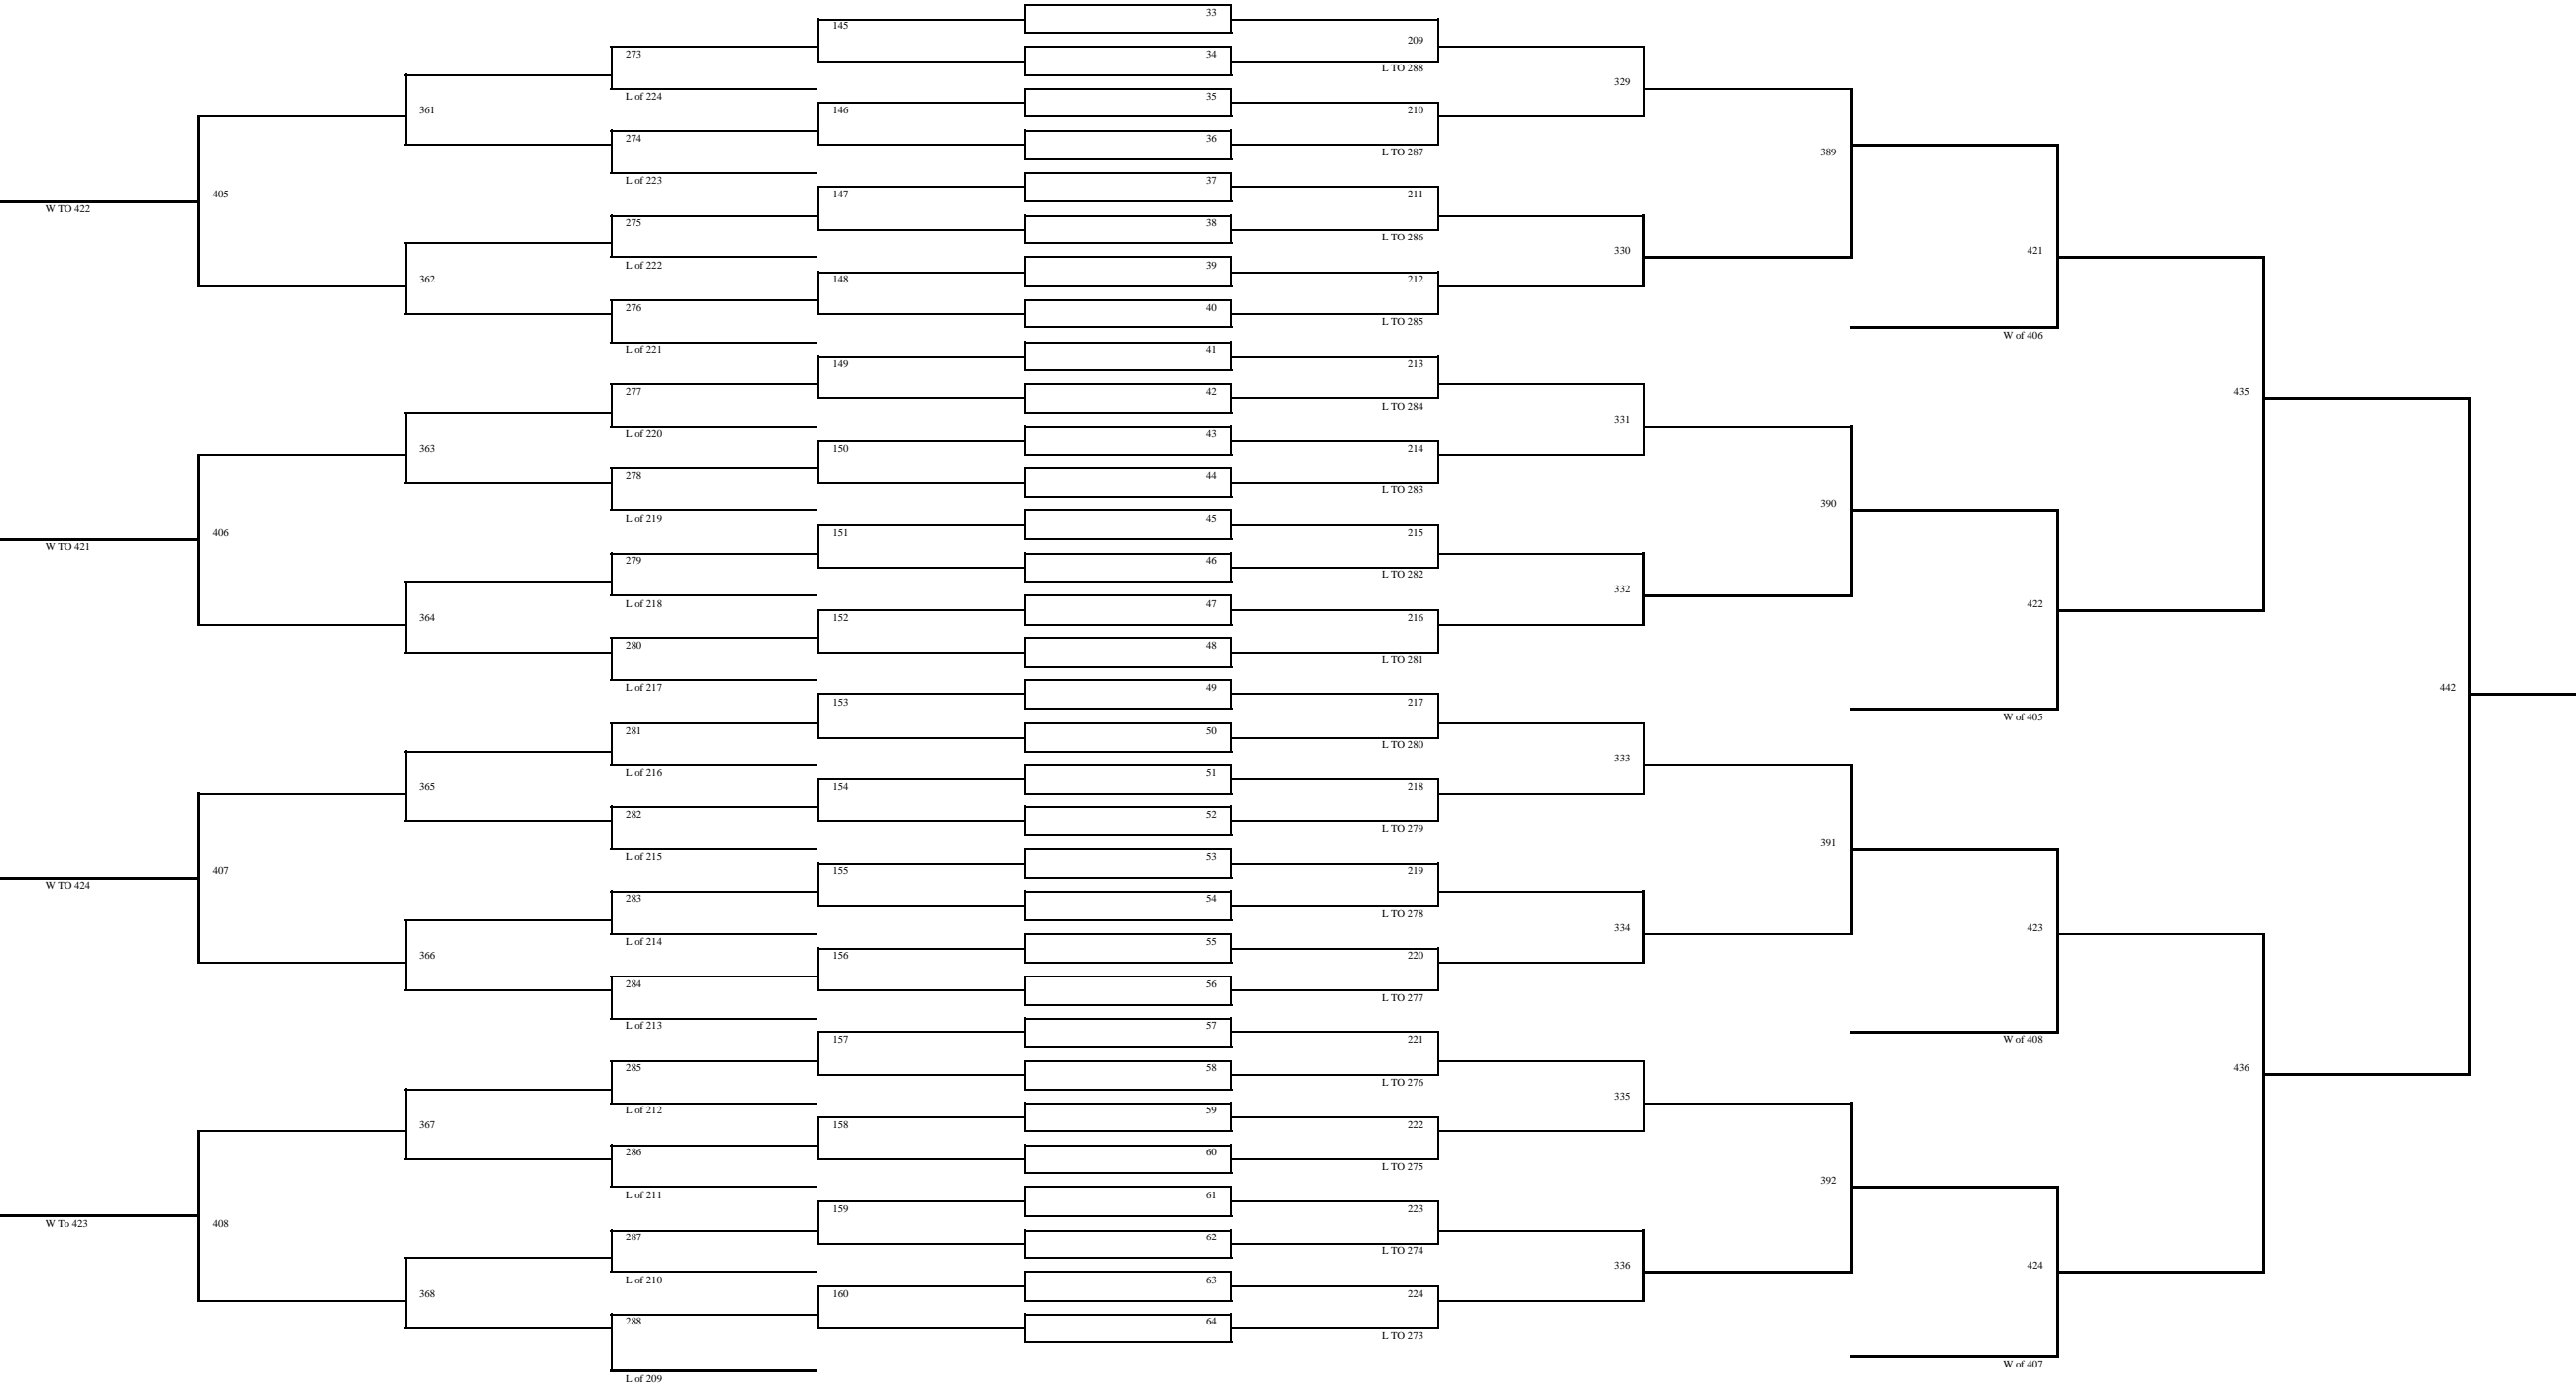 33
145
209
273
34
L TO 288
329
L of 224
35
361
146
210
274
36
L TO 287
389
L of 223
37
405
147
211
W TO 422
275
38
L TO 286
330
421
L of 222
39
362
148
212
276
40
L TO 285
W of 406
L of 221
41
149
213
277
42
435
L TO 284
331
L of 220
43
363
150
214
278
44
L TO 283
390
L of 219
45
406
151
215
W TO 421
279
46
L TO 282
332
422
L of 218
47
364
152
216
280
48
L TO 281
L of 217
49
442
153
217
W of 405
281
50
L TO 280
333
L of 216
51
365
154
218
282
52
L TO 279
391
L of 215
53
407
155
219
W TO 424
283
54
L TO 278
334
423
L of 214
55
366
156
220
284
56
L TO 277
L of 213
57
157
221
W of 408
285
58
436
L TO 276
335
L of 212
59
367
158
222
286
60
L TO 275
392
L of 211
61
159
223
W To 423
408
287
62
L TO 274
336
424
L of 210
63
368
160
224
288
64
L TO 273
W of 407
L of 209